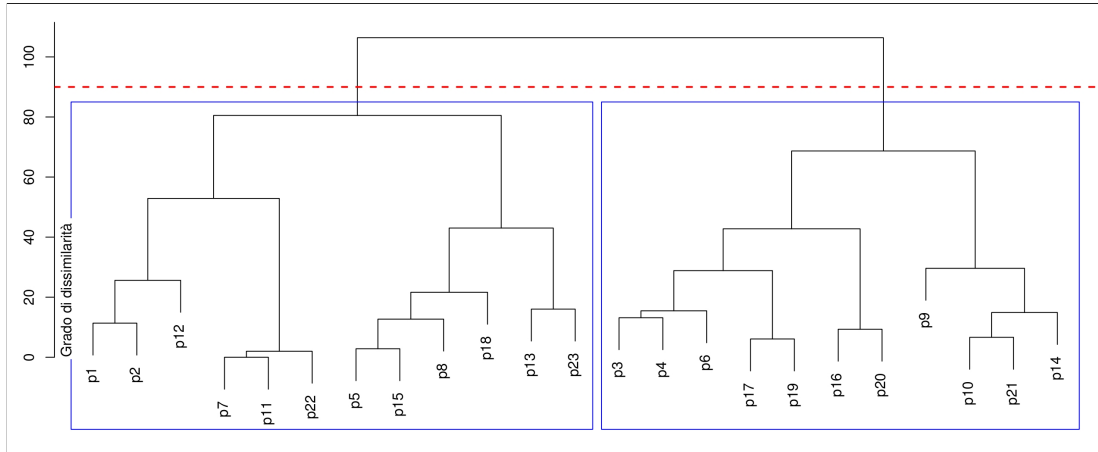 100
80
60
40
20
0
Grado di dissimilarità
p1
p2
p12
p7
p11
p22
p5
p15
p8
p18
p13
p23
p3
p4
p6
p17
p19
p16
p20
p9
p10
p21
p14